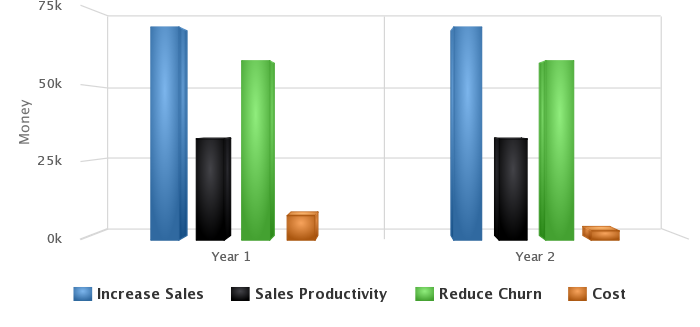 75k
50k
25k
0k
Money
Year 1
Year 2
Increase Sales
Sales Productivity
Reduce Churn
Cost